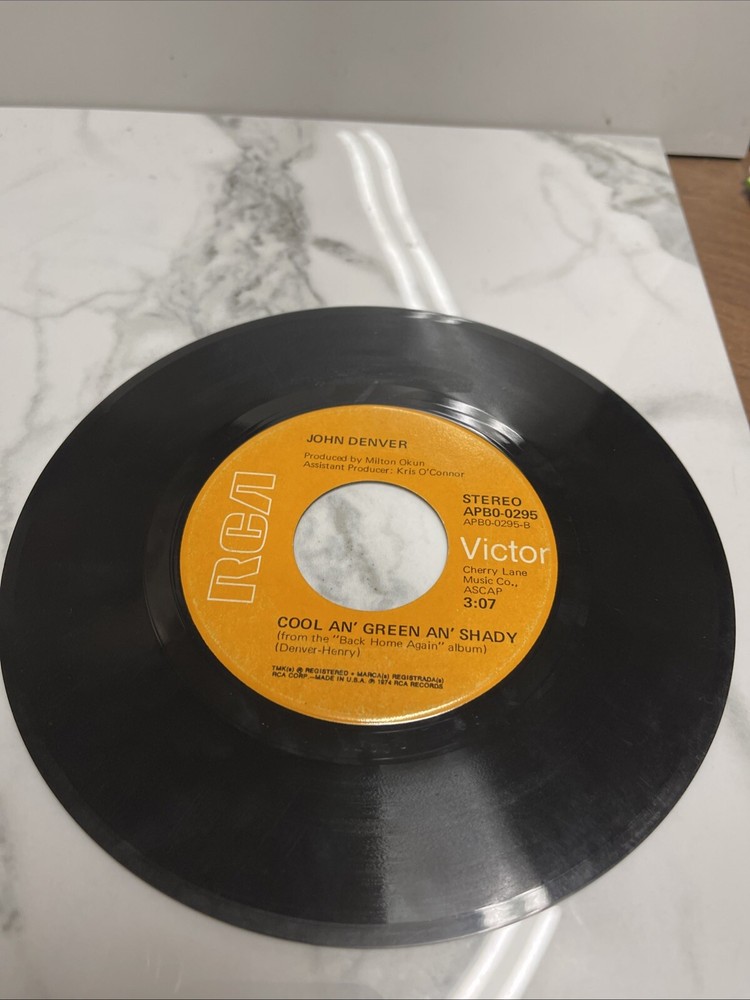 JOHN DENVER
Produced by Milton Okun
Assistant Producer: Kris O'Connor
RCA
STEREO
APBO-0295
APBO-0295-B
Victor
Cherry Lane
Music Co.,
ASCAP
3:07
COOL AN' GREEN AN' SHADY
(from the "Back Home Again" album)
(Denver-Henry)
TMK(s) ® REGISTERED • MARCA(s) REGISTRADA(s)
RCA CORP.—MADE IN U.S.A. ℗ 1974 RCA RECORDS